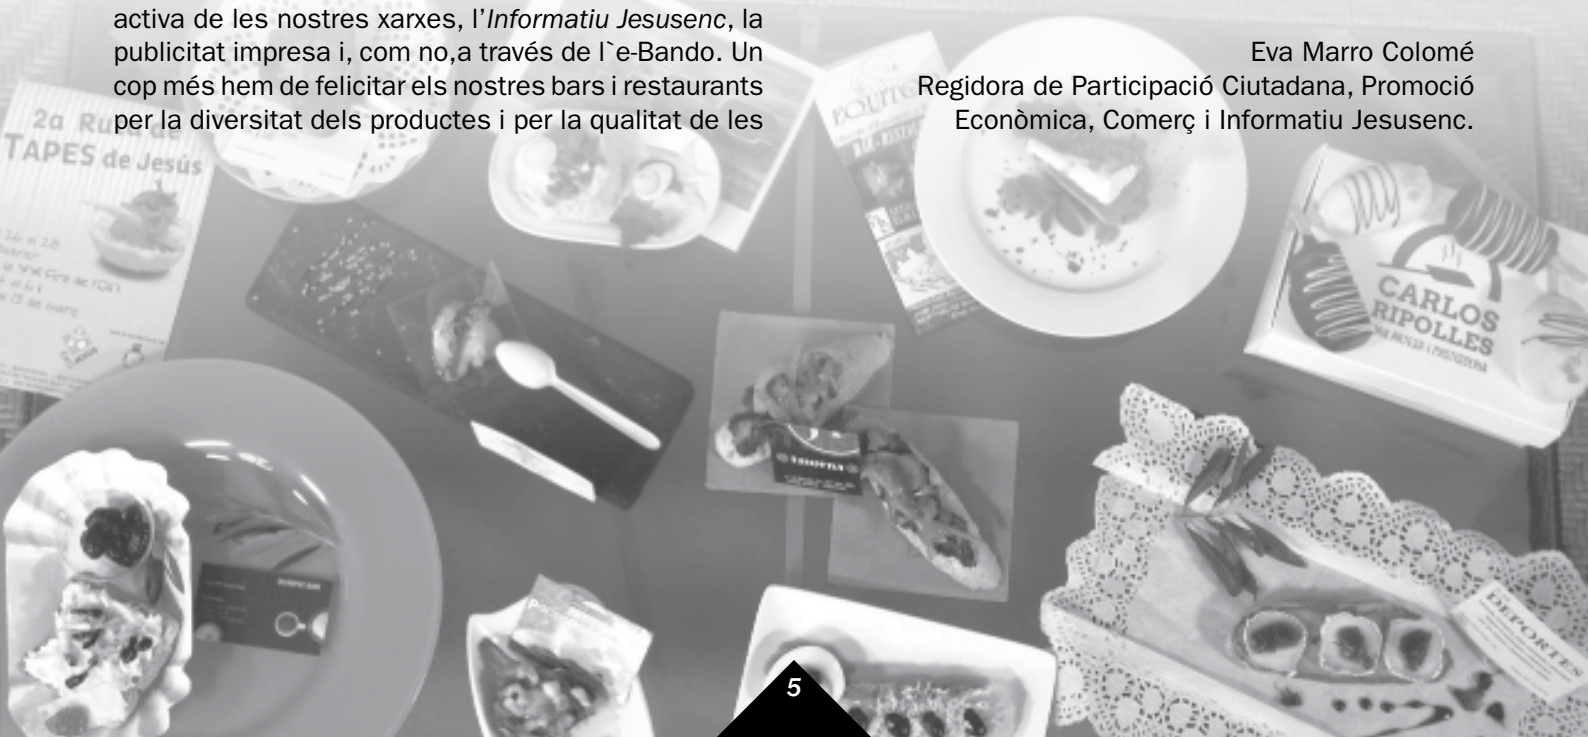 activa de les nostres xarxes, l’Informatiu Jesusenc, la
publicitat impresa i, com no,a través de l`e-Bando. Un
cop més hem de felicitar els nostres bars i restaurants
per la diversitat dels productes i per la qualitat de les
Eva Marro Colomé
Regidora de Participació Ciutadana, Promoció
Econòmica, Comerç i Informatiu Jesusenc.
2a Ruta de
TAPES de Jesús
CARLOS
RIPOLLES
DEPORTES
5